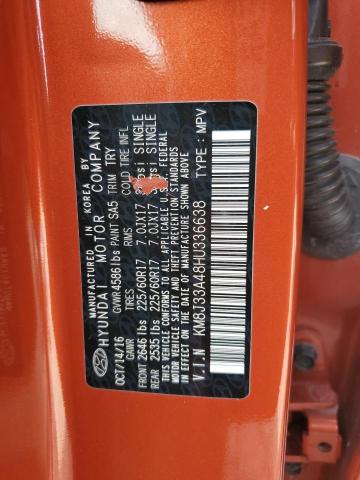 MANUFACTURED IN KOREA BY
HYUNDAI MOTOR COMPANY
OCT/14/16 GVWR 4586 lbs PAINT SA5 TRIM TRY
GAWR TIRES RIMS COLD TIRE INFL
FRONT 2646 lbs 225/60R17 7.0JX17 psi SINGLE
REAR 2535 lbs 225/60R17 7.0JX17 psi SINGLE
THIS VEHICLE CONFORMS TO ALL APPLICABLE U.S. FEDERAL
MOTOR VEHICLE SAFETY AND THEFT PREVENTION STANDARDS
IN EFFECT ON THE DATE OF MANUFACTURE SHOWN ABOVE.
V.I.N KM8J33A48HU336638 TYPE : MPV